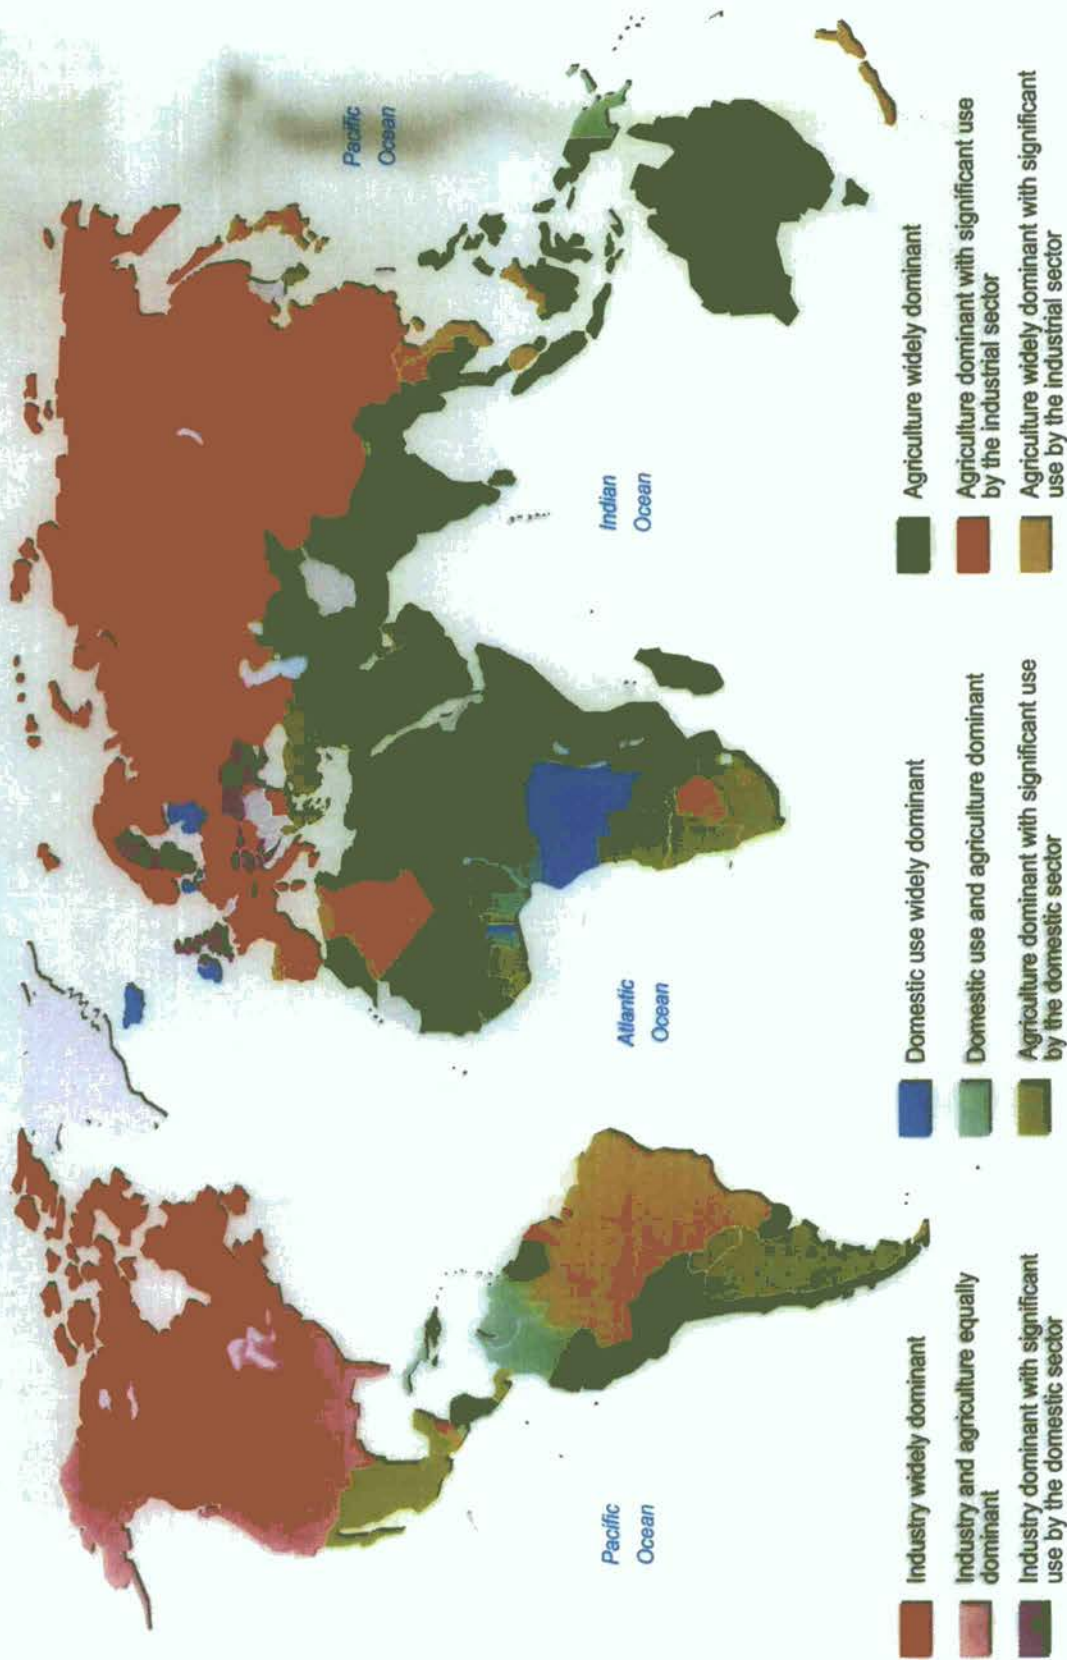 Pacific
Ocean
Atlantic
Ocean
Indian
Ocean
Pacific
Ocean
Industry widely dominant
Industry and agriculture equally
dominant
Industry dominant with significant
use by the domestic sector
Domestic use widely dominant
Domestic use and agriculture dominant
Agriculture dominant with significant use
by the domestic sector
Agriculture widely dominant
Agriculture dominant with significant use
by the industrial sector
Agriculture widely dominant with significant
use by the industrial sector